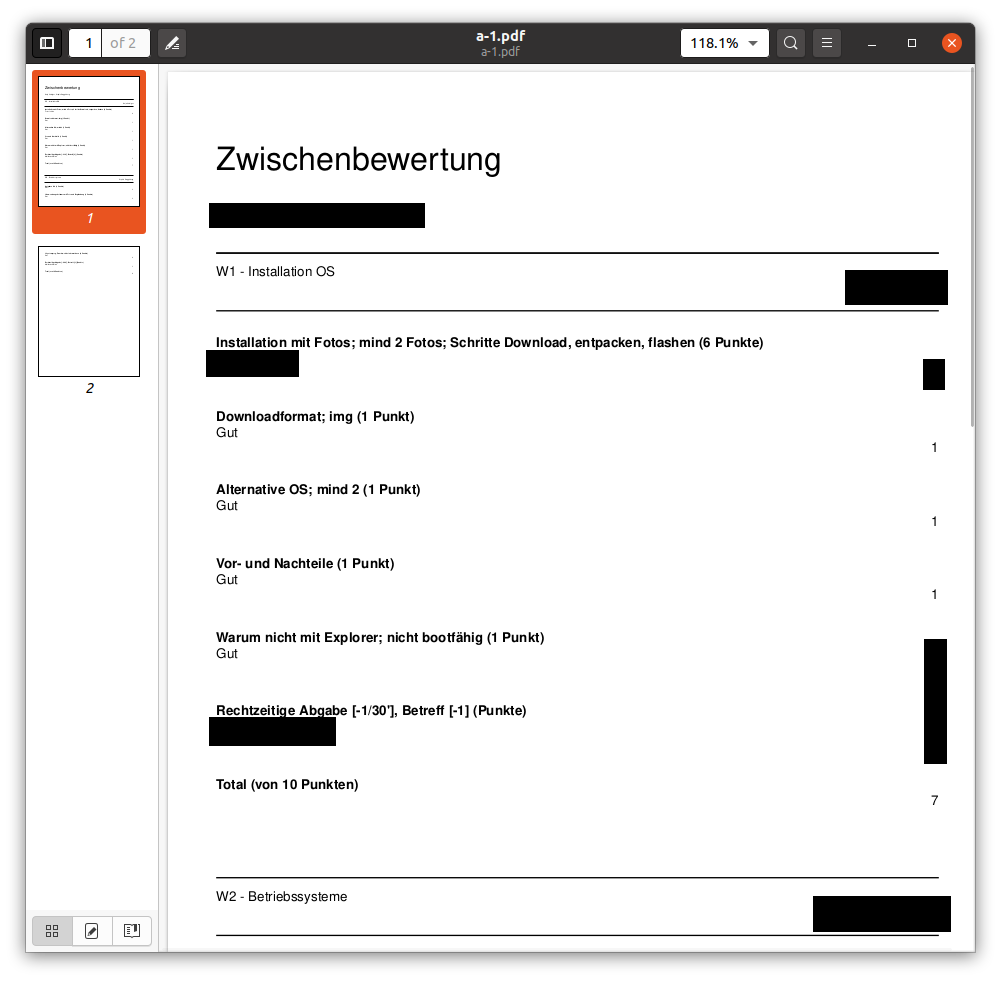 1 of 2
a-1.pdf
a-1.pdf
118.1%
Zwischenbewertung
W1 - Installation OS
Installation mit Fotos; mind 2 Fotos; Schritte Download, entpacken, flashen (6 Punkte)
Downloadformat; img (1 Punkt)
Gut
1
Alternative OS; mind 2 (1 Punkt)
Gut
1
Vor- und Nachteile (1 Punkt)
Gut
1
Warum nicht mit Explorer; nicht bootfähig (1 Punkt)
Gut
Rechtzeitige Abgabe [-1/30'], Betreff [-1] (Punkte)
Total (von 10 Punkten)
7
W2 - Betriebssysteme
Zwischenbewertung
1
2